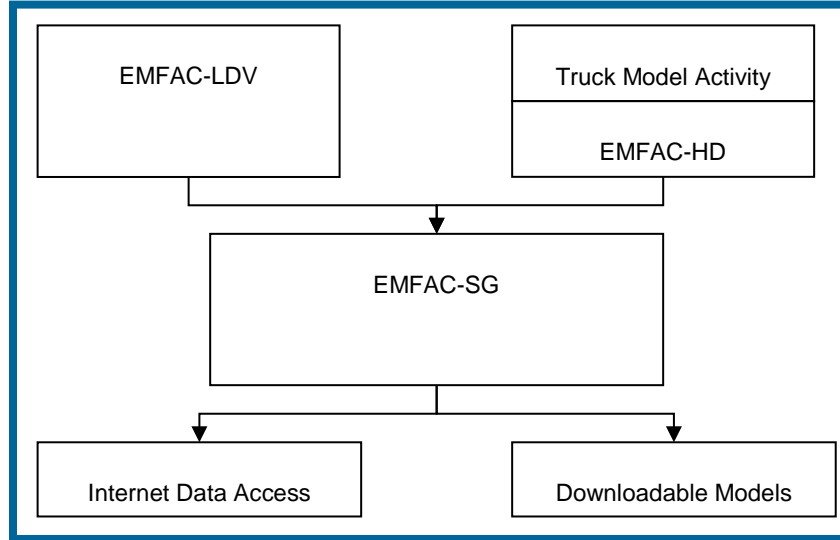 EMFAC-LDV
Truck Model Activity
EMFAC-HD
EMFAC-SG
Internet Data Access
Downloadable Models